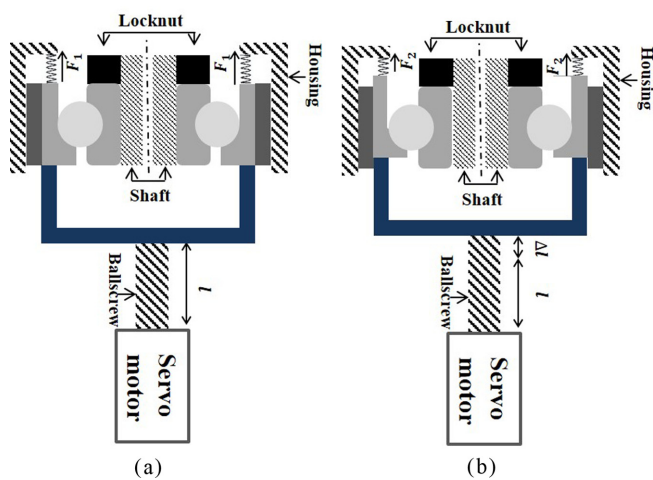 Locknut
F1
F1
Housing
Shaft
Ballscrew
l
Servo
motor
(a)
Locknut
F2
F2
Housing
Shaft
Δl
Ballscrew
l
Servo
motor
(b)